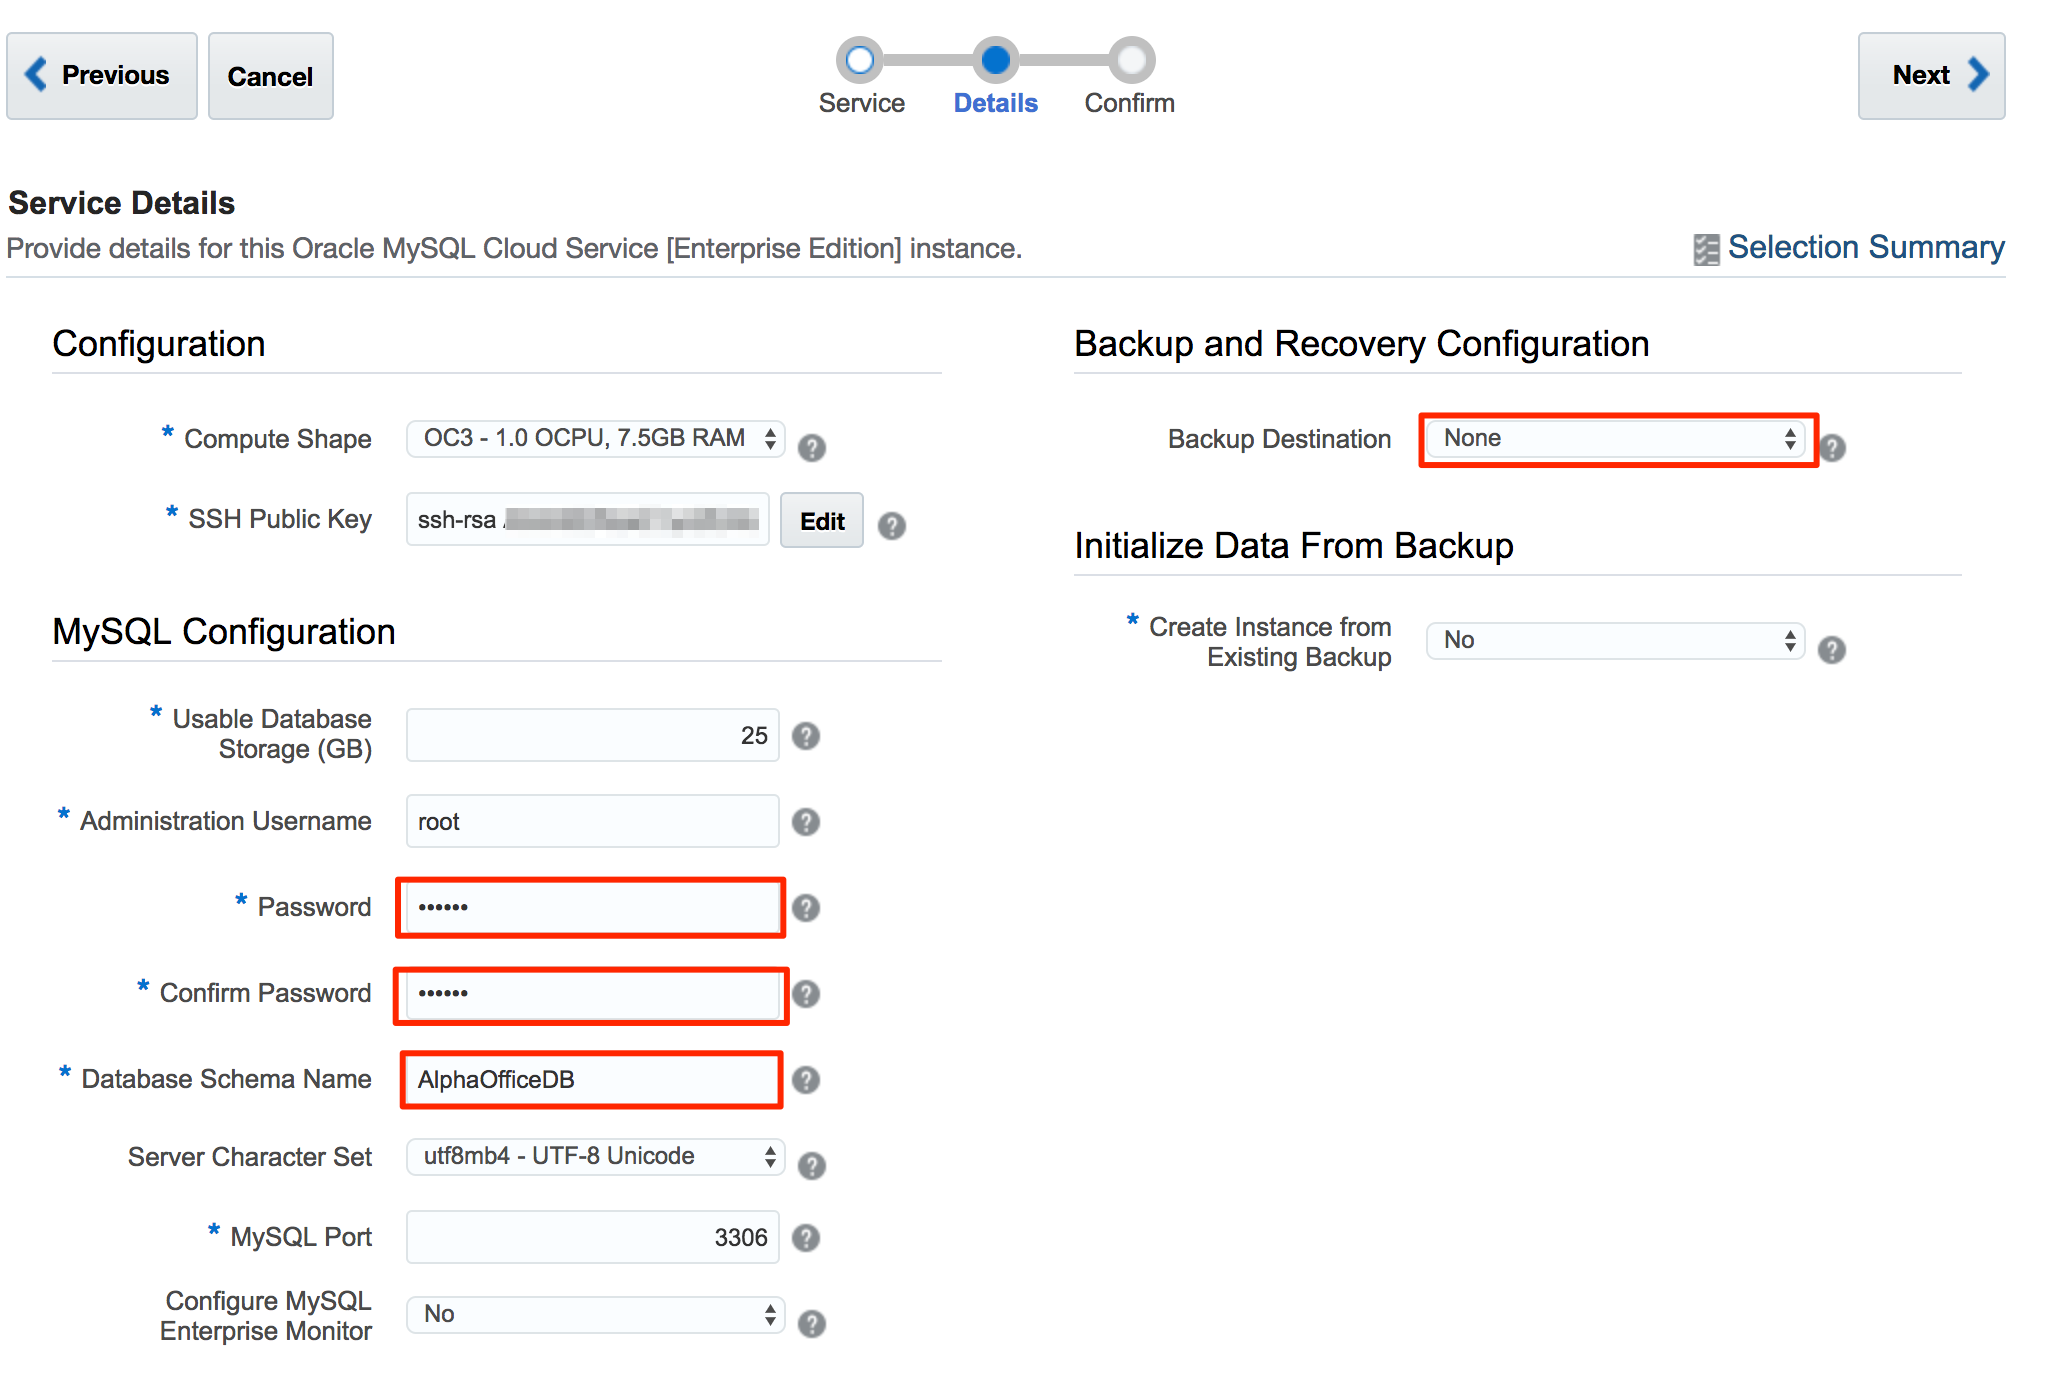 Previous
Cancel
Service
Details
Confirm
Next
Service Details
Provide details for this Oracle MySQL Cloud Service [Enterprise Edition] instance.
Selection Summary
Configuration
* Compute Shape
OC3 - 1.0 OCPU, 7.5GB RAM
?
* SSH Public Key
ssh-rsa
Edit
?
MySQL Configuration
* Usable Database
Storage (GB)
25
?
* Administration Username
root
?
* Password
••••••
?
* Confirm Password
••••••
?
* Database Schema Name
AlphaOfficeDB
?
Server Character Set
utf8mb4 - UTF-8 Unicode
?
* MySQL Port
3306
?
Configure MySQL
Enterprise Monitor
No
?
Backup and Recovery Configuration
Backup Destination
None
?
Initialize Data From Backup
* Create Instance from
Existing Backup
No
?